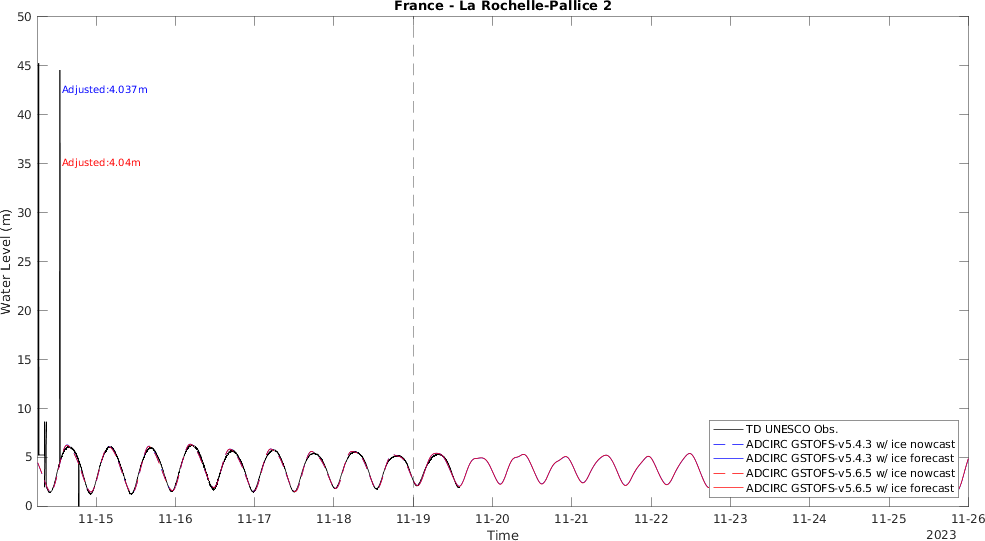 France - La Rochelle-Pallice 2
50
45
40
35
30
25
20
15
10
5
0
Water Level (m)
Adjusted:4.037m
Adjusted:4.04m
TD UNESCO Obs.
ADCIRC GSTOFS-v5.4.3 w/ ice nowcast
ADCIRC GSTOFS-v5.4.3 w/ ice forecast
ADCIRC GSTOFS-v5.6.5 w/ ice nowcast
ADCIRC GSTOFS-v5.6.5 w/ ice forecast
11-15 11-16 11-17 11-18 11-19 11-20 11-21 11-22 11-23 11-24 11-25 11-26
Time
2023